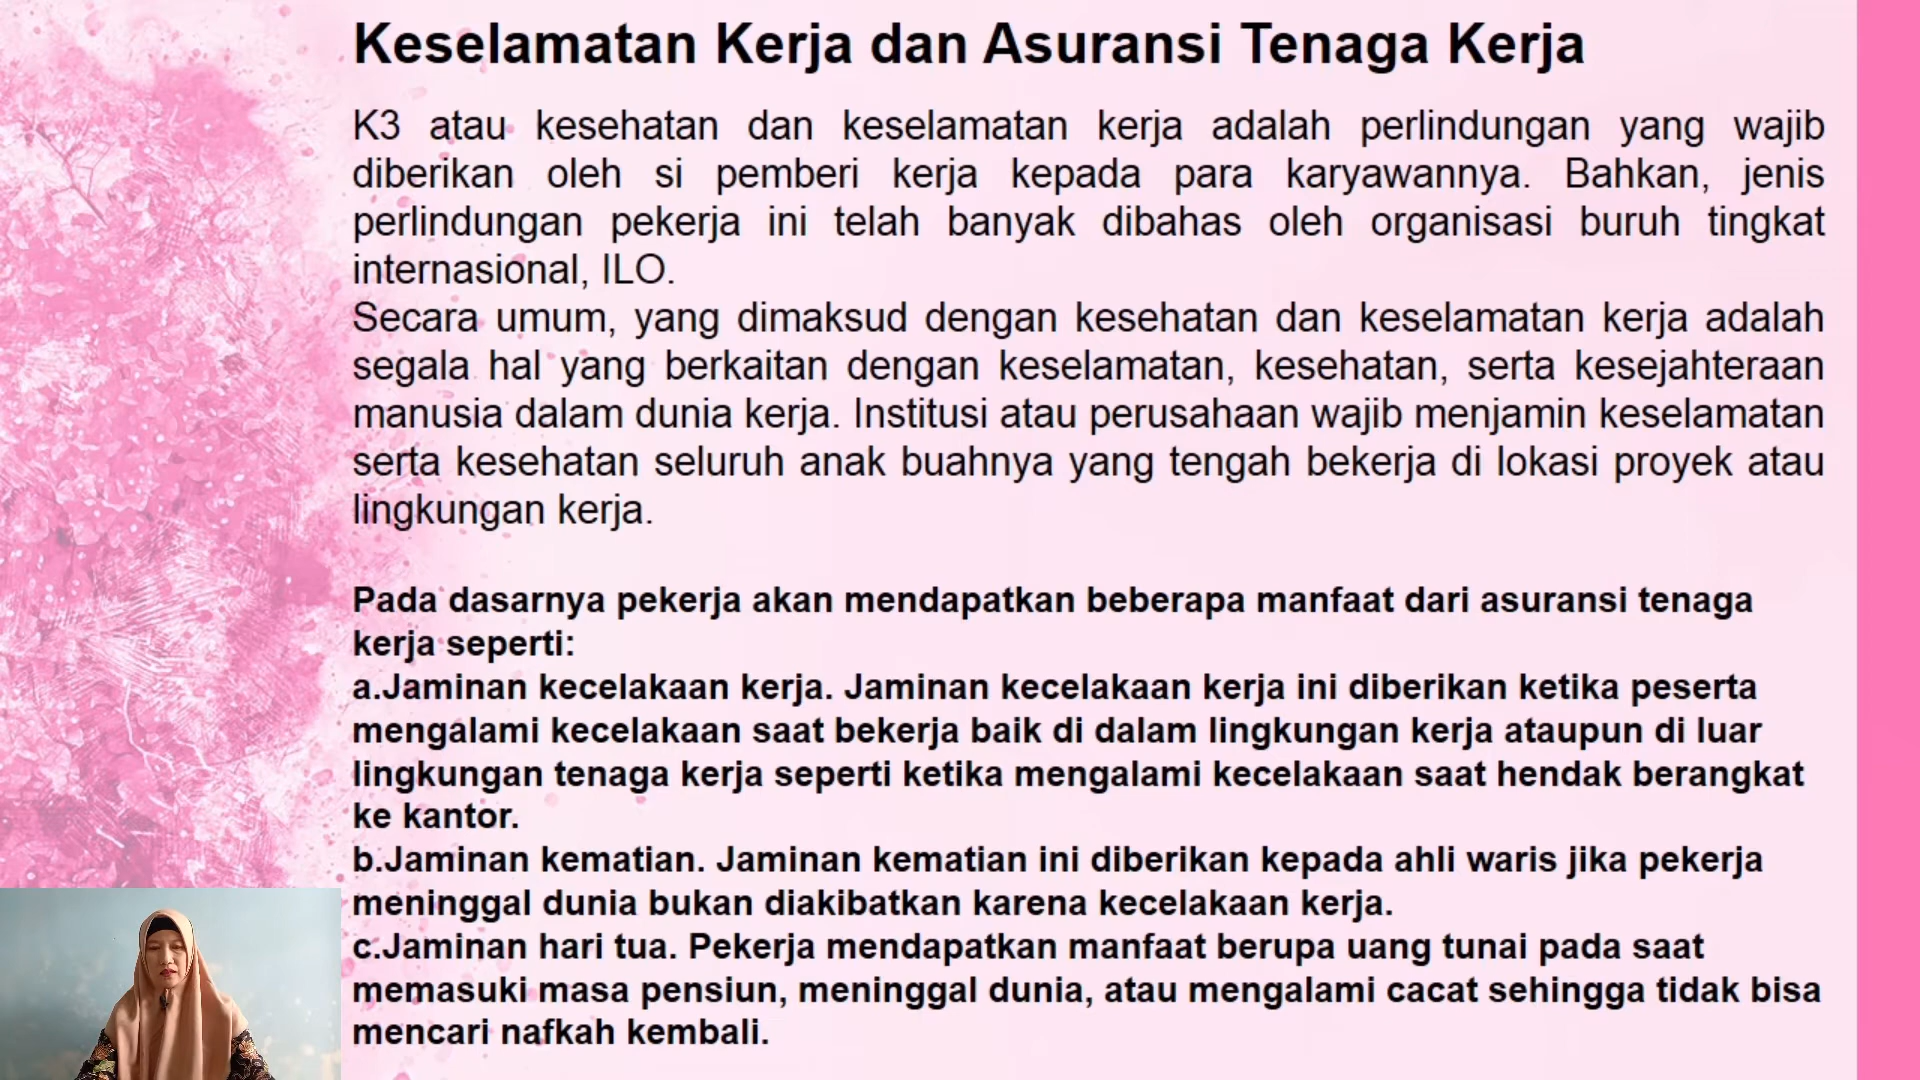 Keselamatan Kerja dan Asuransi Tenaga Kerja
K3 atau kesehatan dan keselamatan kerja adalah perlindungan yang wajib
diberikan oleh si pemberi kerja kepada para karyawannya. Bahkan, jenis
perlindungan pekerja ini telah banyak dibahas oleh organisasi buruh tingkat
internasional, ILO.
Secara umum, yang dimaksud dengan kesehatan dan keselamatan kerja adalah
segala hal yang berkaitan dengan keselamatan, kesehatan, serta kesejahteraan
manusia dalam dunia kerja. Institusi atau perusahaan wajib menjamin keselamatan
serta kesehatan seluruh anak buahnya yang tengah bekerja di lokasi proyek atau
lingkungan kerja.
Pada dasarnya pekerja akan mendapatkan beberapa manfaat dari asuransi tenaga
kerja seperti:
a.Jaminan kecelakaan kerja. Jaminan kecelakaan kerja ini diberikan ketika peserta
mengalami kecelakaan saat bekerja baik di dalam lingkungan kerja ataupun di luar
lingkungan tenaga kerja seperti ketika mengalami kecelakaan saat hendak berangkat
ke kantor.
b.Jaminan kematian. Jaminan kematian ini diberikan kepada ahli waris jika pekerja
meninggal dunia bukan diakibatkan karena kecelakaan kerja.
c.Jaminan hari tua. Pekerja mendapatkan manfaat berupa uang tunai pada saat
memasuki masa pensiun, meninggal dunia, atau mengalami cacat sehingga tidak bisa
mencari nafkah kembali.